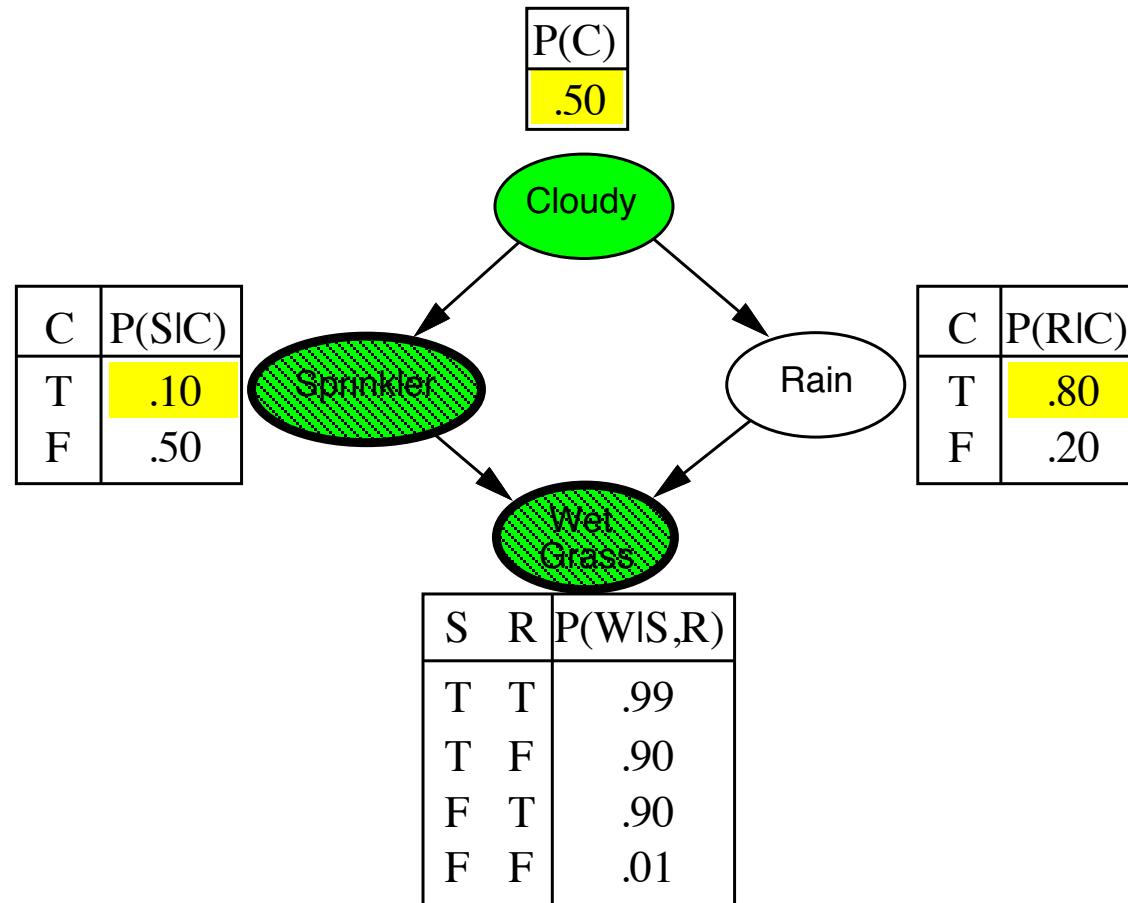 P(C)
.50
Cloudy
C P(S|C)
T .10
F .50
Sprinkler
Rain
C P(R|C)
T .80
F .20
Wet
Grass
S R P(W|S,R)
T T .99
T F .90
F T .90
F F .01